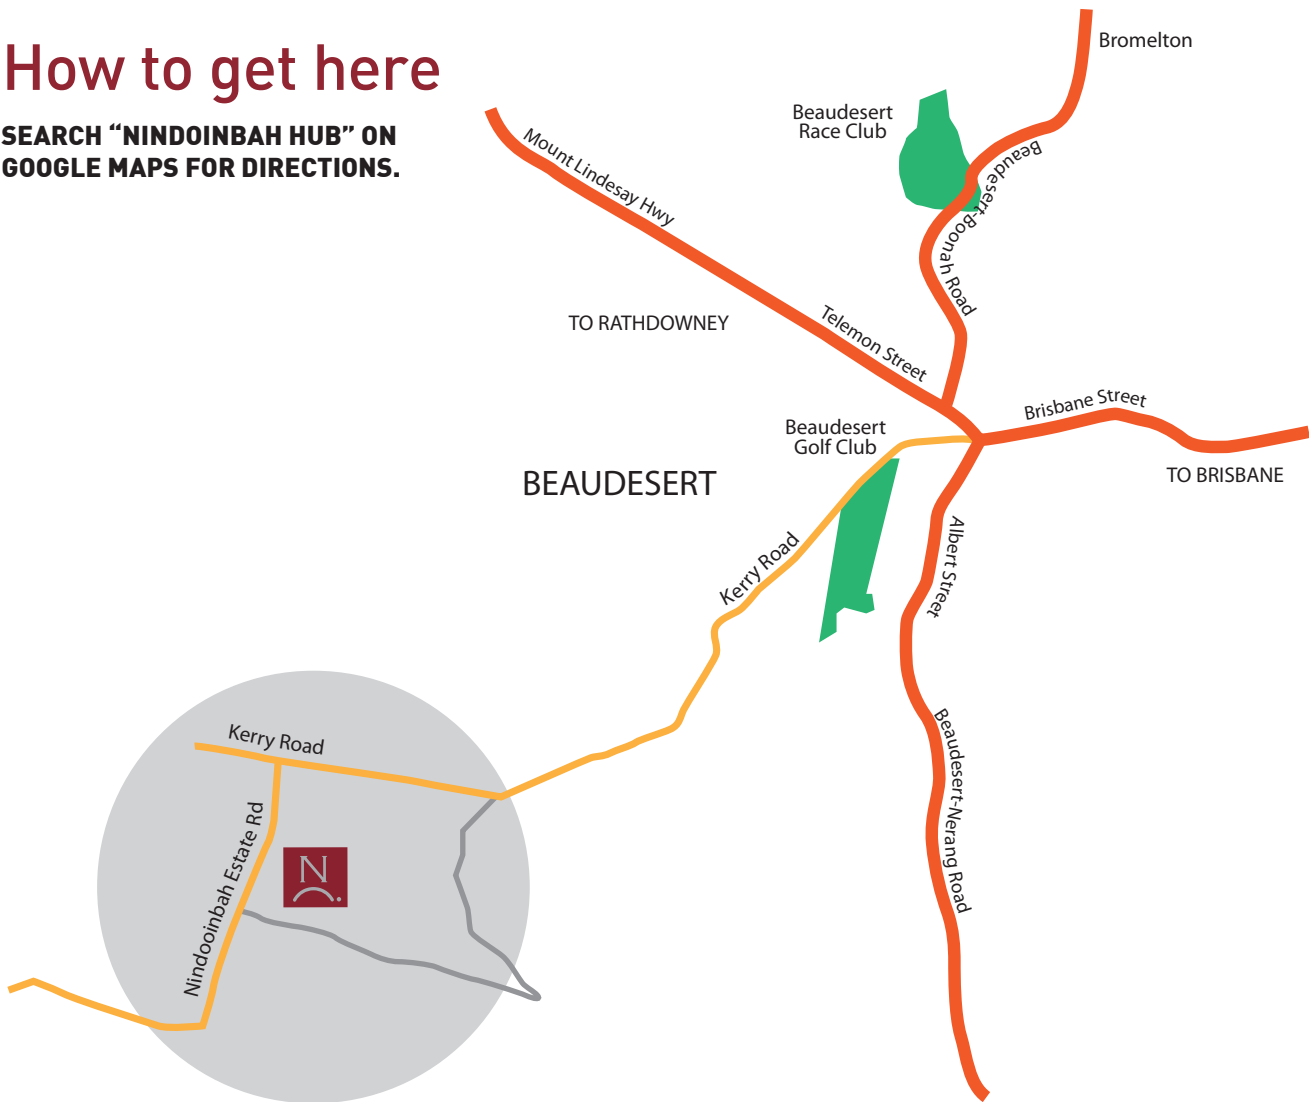 How to get here
SEARCH “NINDOINBAH HUB” ON
GOOGLE MAPS FOR DIRECTIONS.
Bromelton
Beaudesert
Race Club
Mount Lindesay Hwy
Beaudesert-Boonah Road
TO RATHDOWNEY
Telemon Street
Brisbane Street
Beaudesert
Golf Club
TO BRISBANE
BEAUDESERT
Albert Street
Kerry Road
Beaudesert-Nerang Road
Kerry Road
Nindooinbah Estate Rd
N